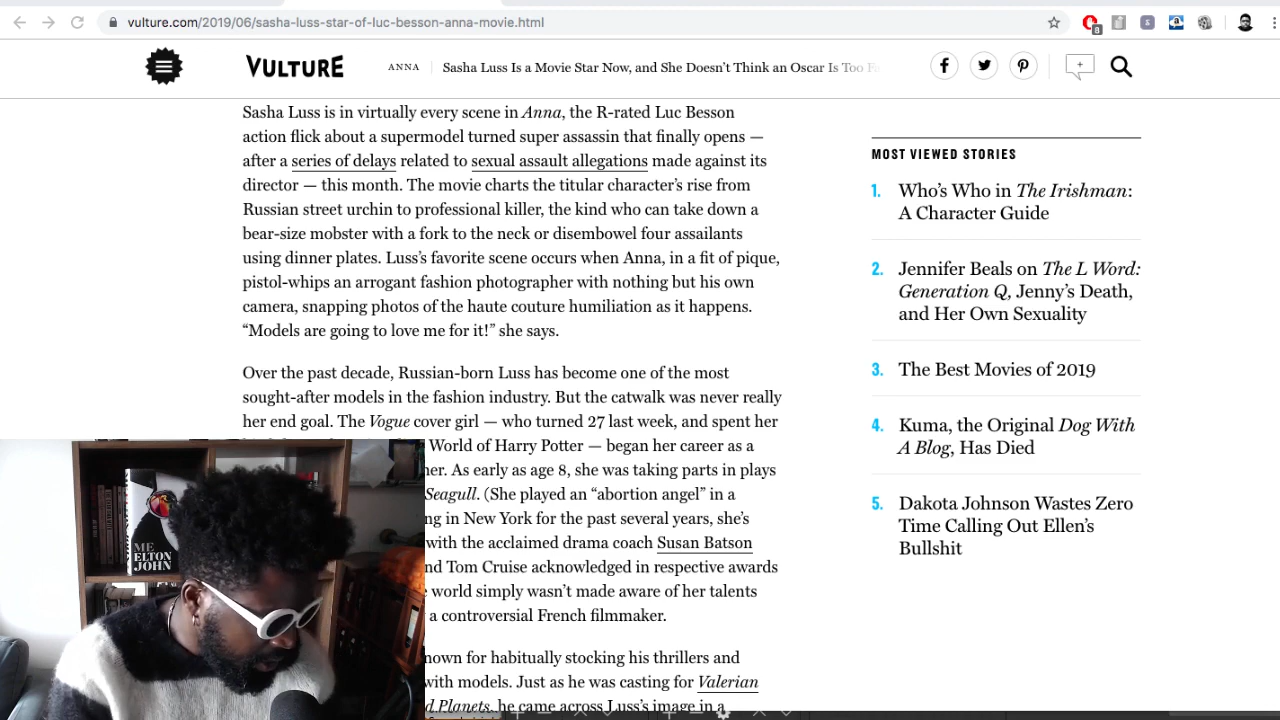 vulture.com/2019/06/sasha-luss-star-of-luc-besson-anna-movie.html
8
VULTURE
ANNA
Sasha Luss Is a Movie Star Now, and She Doesn't Think an Oscar Is Too
Sasha Luss is in virtually every scene in Anna, the R-rated Luc Besson
action flick about a supermodel turned super assassin that finally opens —
after a series of delays related to sexual assault allegations made against its
director — this month. The movie charts the titular character's rise from
Russian street urchin to professional killer, the kind who can take down a
bear-size mobster with a fork to the neck or disembowel four assailants
using dinner plates. Luss's favorite scene occurs when Anna, in a fit of pique,
pistol-whips an arrogant fashion photographer with nothing but his own
camera, snapping photos of the haute couture humiliation as it happens.
“Models are going to love me for it!” she says.
Over the past decade, Russian-born Luss has become one of the most
sought-after models in the fashion industry. But the catwalk was never really
her end goal. The Vogue cover girl — who turned 27 last week, and spent her
World of Harry Potter — began her career as a
ner. As early as age 8, she was taking parts in plays
Seagull. (She played an “abortion angel” in a
ng in New York for the past several years, she's
with the acclaimed drama coach Susan Batson
nd Tom Cruise acknowledged in respective awards
world simply wasn't made aware of her talents
a controversial French filmmaker.
nown for habitually stocking his thrillers and
with models. Just as he was casting for Valerian
d Planets, he came across Luss's image in a
MOST VIEWED STORIES
1. Who's Who in The Irishman:
A Character Guide
2. Jennifer Beals on The L Word:
Generation Q, Jenny's Death,
and Her Own Sexuality
3. The Best Movies of 2019
4. Kuma, the Original Dog With
A Blog, Has Died
5. Dakota Johnson Wastes Zero
Time Calling Out Ellen's
Bullshit
ME
ELTON
JOHN